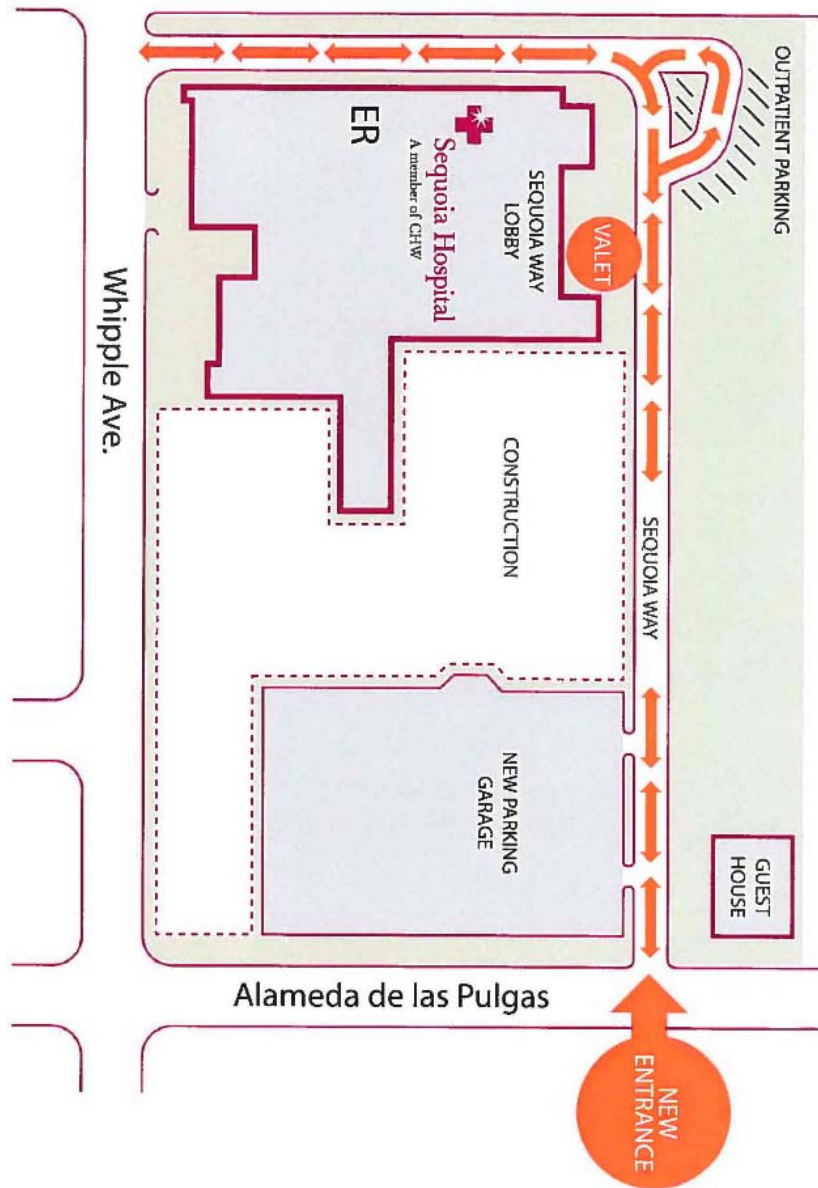 OUTPATIENT PARKING
ER
Sequoia Hospital
A member of CHW
SEQUOIA WAY
LOBBY
VALET
Whipple Ave.
CONSTRUCTION
SEQUOIA WAY
NEW PARKING
GARAGE
GUEST
HOUSE
Alameda de las Pulgas
NEW
ENTRANCE